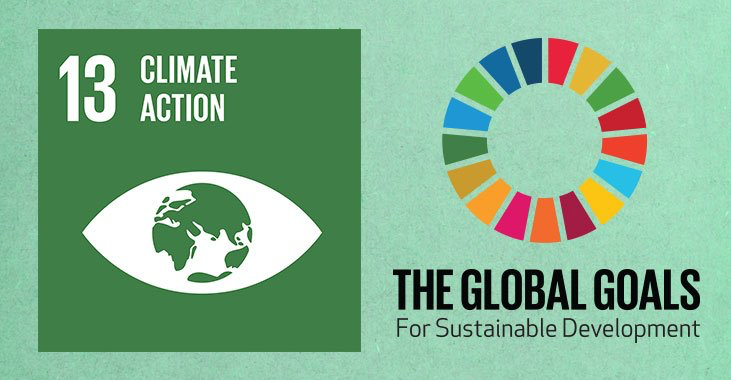 13 CLIMATE
ACTION
THE GLOBAL GOALS
For Sustainable Development